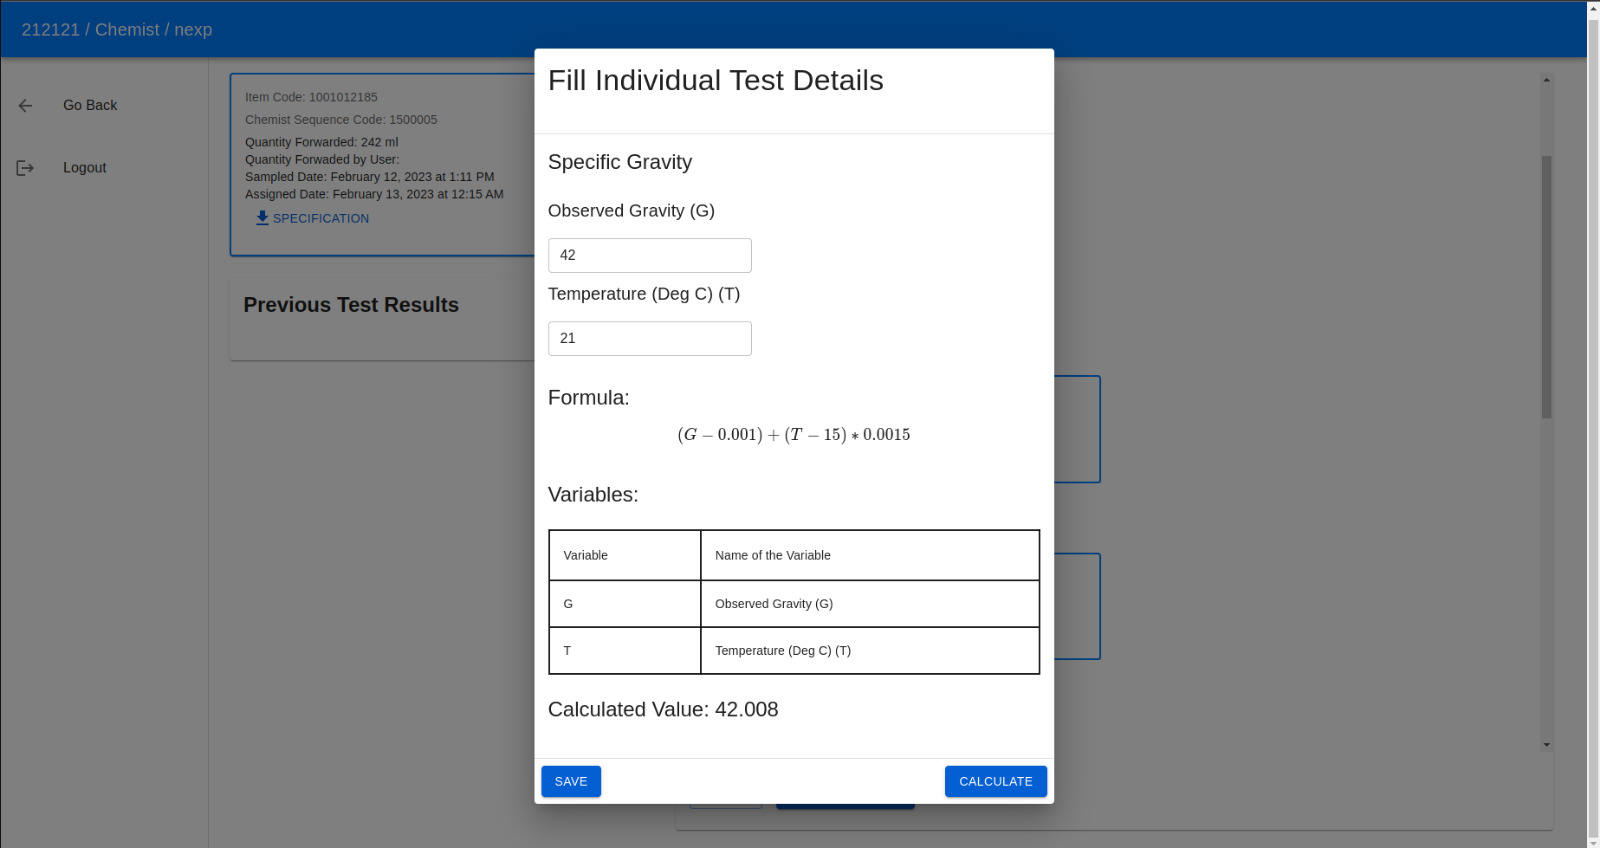 212121 / Chemist / nexp
Go Back
Logout
Item Code: 1001012185
Chemist Sequence Code: 1500005
Quantity Forwarded: 242 ml
Quantity Forwaded by User:
Sampled Date: February 12, 2023 at 1:11 PM
Assigned Date: February 13, 2023 at 12:15 AM
SPECIFICATION
Previous Test Results
Fill Individual Test Details
Specific Gravity
Observed Gravity (G)
42
Temperature (Deg C) (T)
21
Formula:
(G − 0.001) + (T − 15) ∗ 0.0015
Variables:
Variable Name of the Variable
G Observed Gravity (G)
T Temperature (Deg C) (T)
Calculated Value: 42.008
SAVE CALCULATE